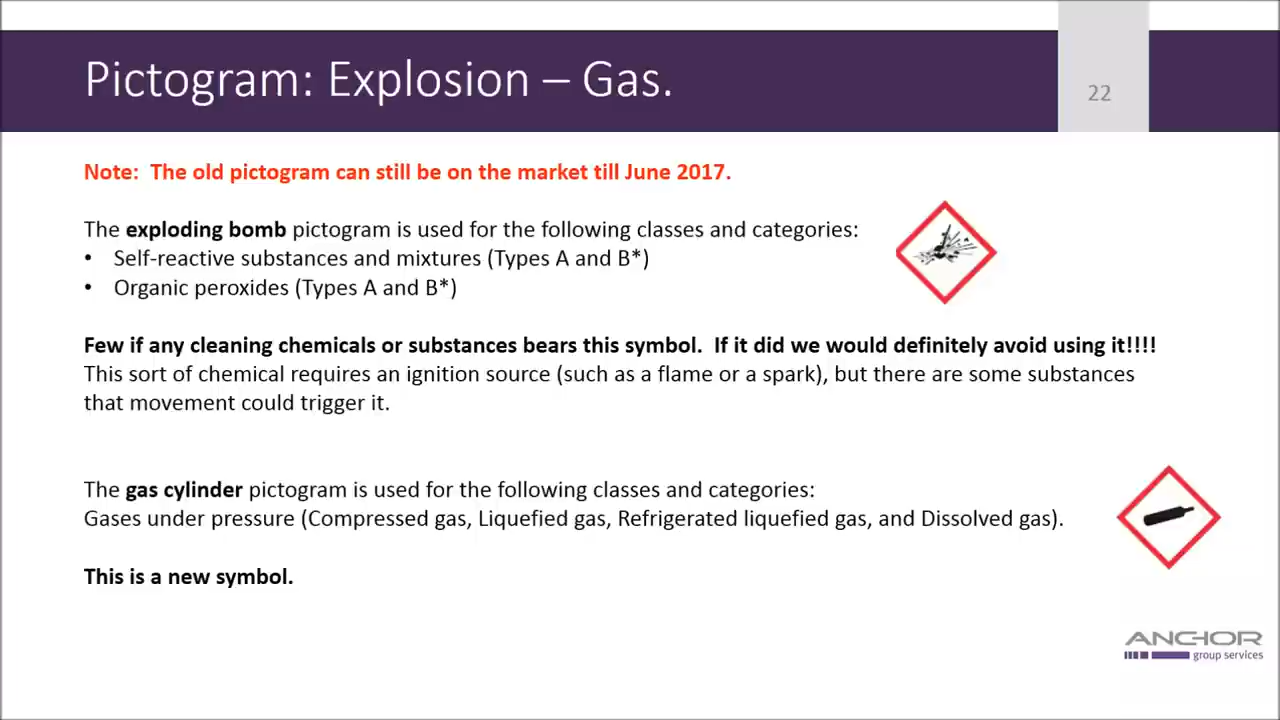 Pictogram: Explosion – Gas.
22
Note:  The old pictogram can still be on the market till June 2017.
The exploding bomb pictogram is used for the following classes and categories:
• Self-reactive substances and mixtures (Types A and B*)
• Organic peroxides (Types A and B*)
Few if any cleaning chemicals or substances bears this symbol.  If it did we would definitely avoid using it!!!!
This sort of chemical requires an ignition source (such as a flame or a spark), but there are some substances
that movement could trigger it.
The gas cylinder pictogram is used for the following classes and categories:
Gases under pressure (Compressed gas, Liquefied gas, Refrigerated liquefied gas, and Dissolved gas).
This is a new symbol.
ANCHOR
group services